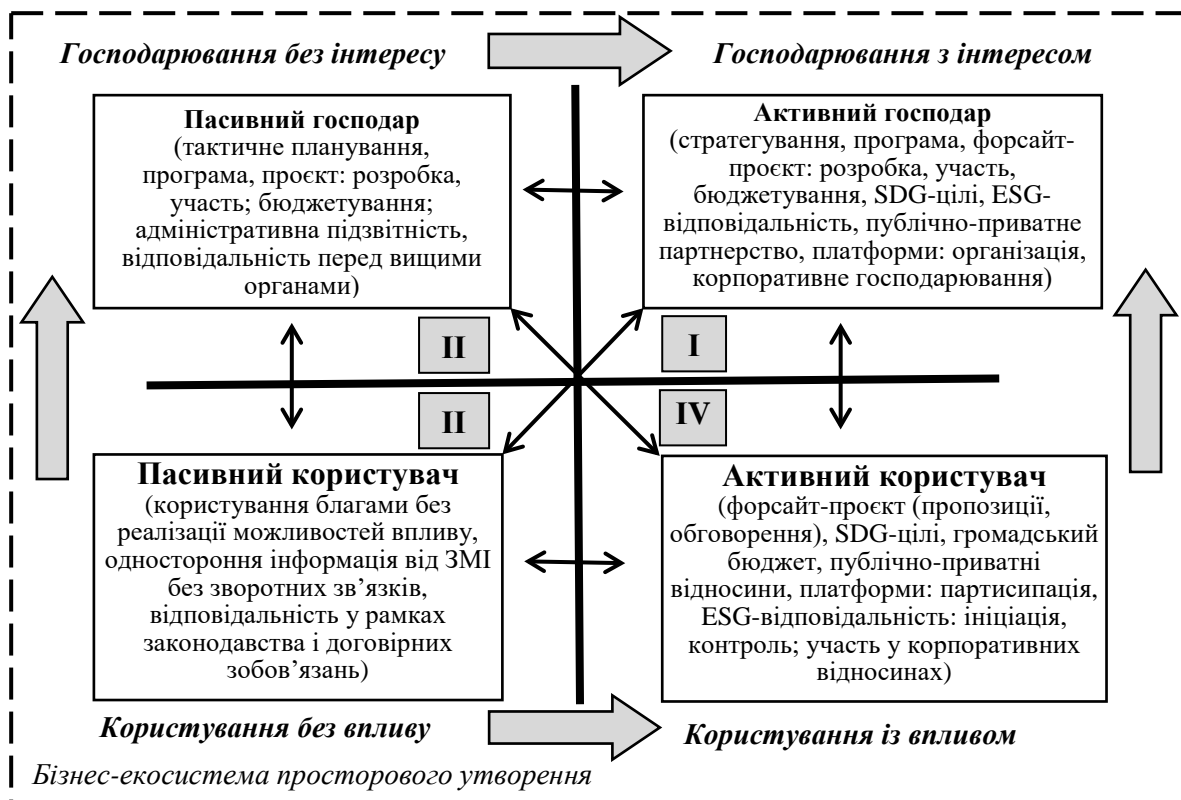 Господарювання без інтересу
Господарювання з інтересом
Пасивний господар
(тактичне планування,
програма, проєкт: розробка,
участь; бюджетування;
адміністративна підзвітність,
відповідальність перед вищими
органами)
Активний господар
(стратегування, програма, форсайт-
проєкт: розробка, участь,
бюджетування, SDG-цілі, ESG-
відповідальність, публічно-приватне
партнерство, платформи: організація,
корпоративне господарювання)
II
I
II
IV
Пасивний користувач
(користування благами без
реалізації можливостей впливу,
одностороння інформація від ЗМІ
без зворотних зв’язків,
відповідальність у рамках
законодавства і договірних
зобов’язань)
Активний користувач
(форсайт-проєкт (пропозиції,
обговорення), SDG-цілі, громадський
бюджет, публічно-приватні
відносини, платформи: партисипація,
ESG-відповідальність: ініціація,
контроль; участь у корпоративних
відносинах)
Користування без впливу
Користування із впливом
Бізнес-екосистема просторового утворення